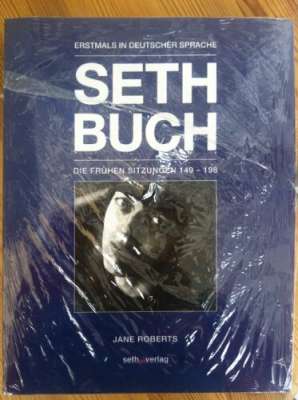 ERSTMALS IN DEUTSCHER SPRACHE
SETH
BUCH
DIE FRÜHEN SITZUNGEN 149 - 198
JANE ROBERTS
seth verlag